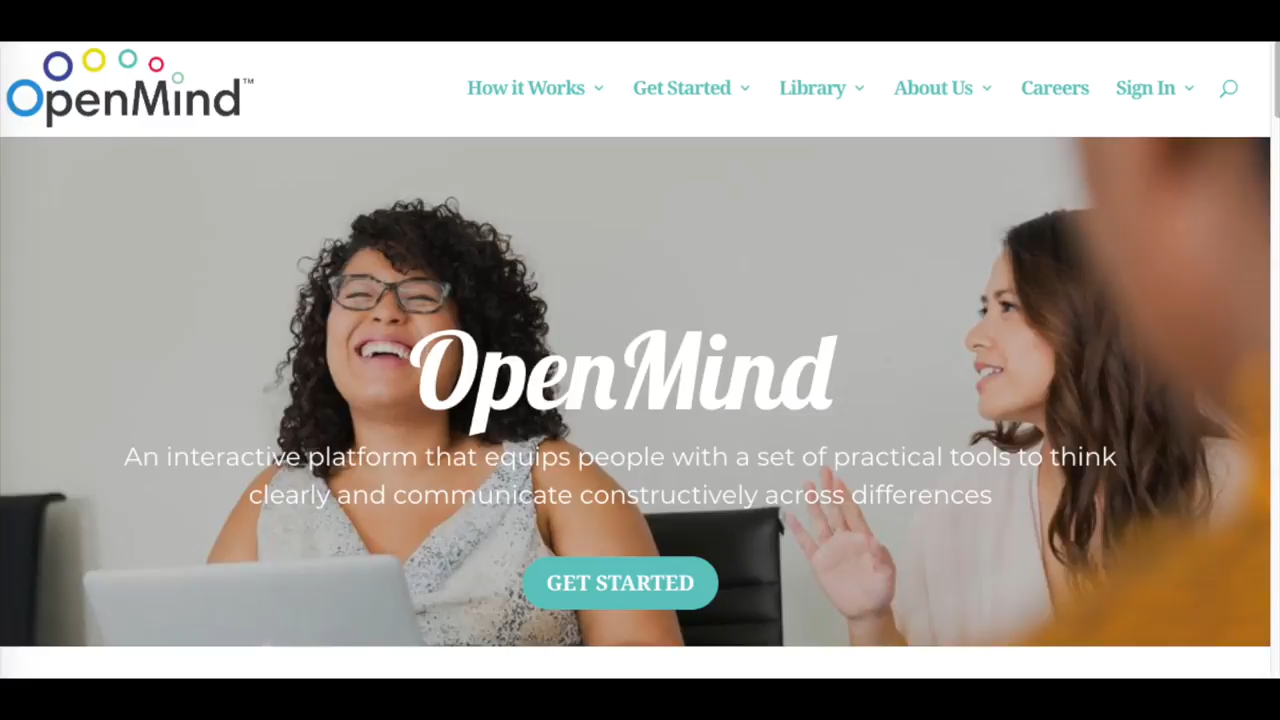 OpenMind™
How it Works
Get Started
Library
About Us
Careers
Sign In
OpenMind
An interactive platform that equips people with a set of practical tools to think
clearly and communicate constructively across differences
GET STARTED